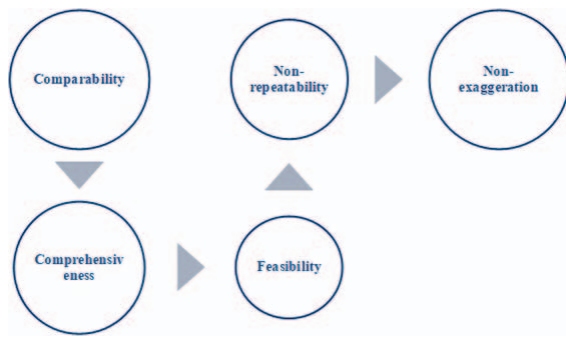 Comparability
Non-
repeatability
Non-
exaggeration
Comprehensiv
eness
Feasibility